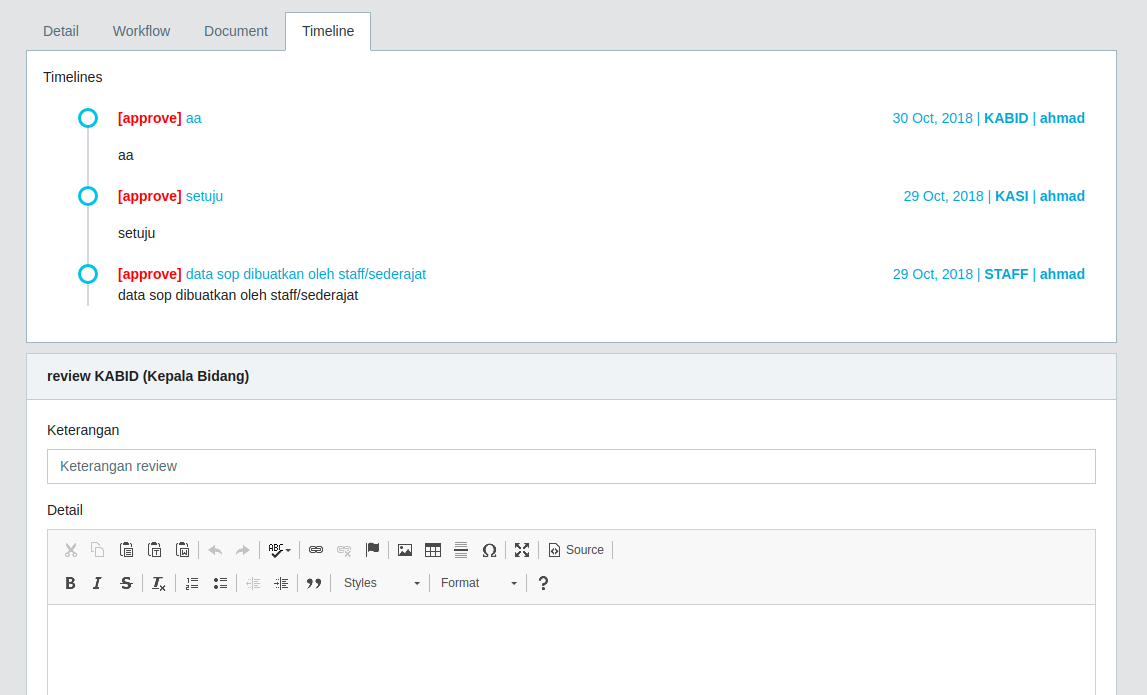 Detail Workflow Document Timeline
Timelines
[approve] aa 30 Oct, 2018 | KABID | ahmad
aa
[approve] setuju 29 Oct, 2018 | KASI | ahmad
setuju
[approve] data sop dibuatkan oleh staff/sederajat 29 Oct, 2018 | STAFF | ahmad
data sop dibuatkan oleh staff/sederajat
review KABID (Kepala Bidang)
Keterangan
Keterangan review
Detail
ABC Ω Source
B I S Tx Styles Format ?